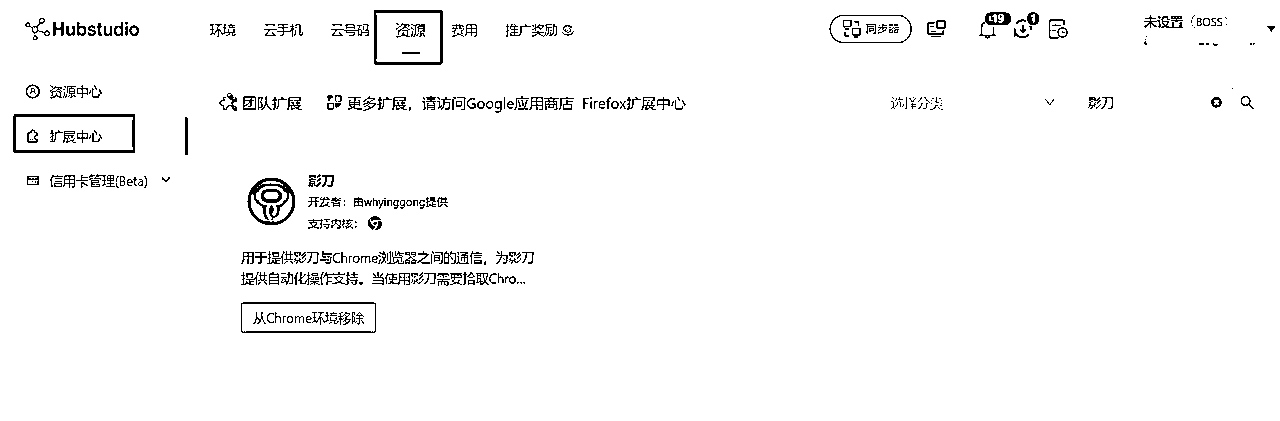 Hubstudio 环境 云手机 云号码 资源 费用 推广奖励 同步器 19 1 未设置（BOSS）
资源中心
团队扩展 更多扩展，请访问Google应用商店 Firefox扩展中心 选择分类 影刀
扩展中心
信用卡管理(Beta)
影刀
开发者：由whyinggong提供
支持内核：
用于提供影刀与Chrome浏览器之间的通信，为影刀
提供自动化操作支持。当使用影刀需要拾取Chro...
从Chrome环境移除